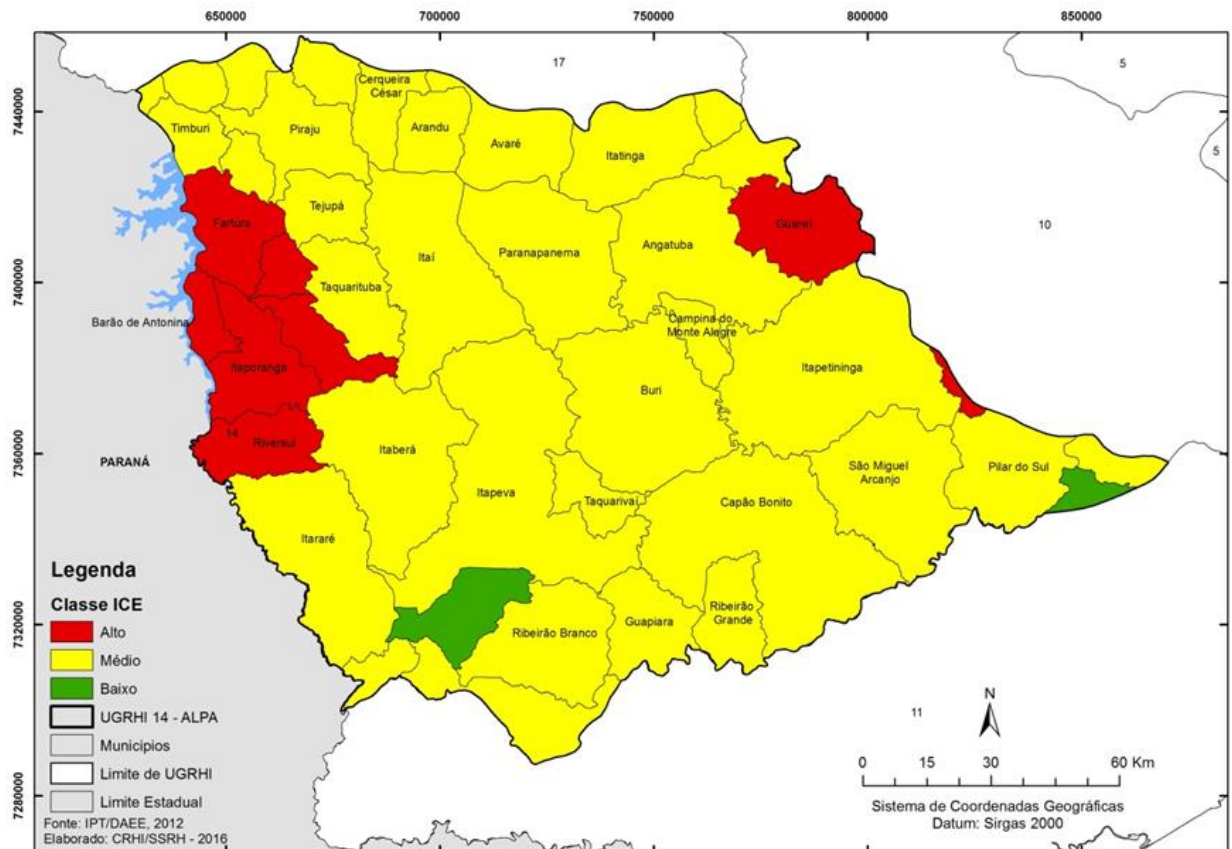 650000
700000
750000
800000
850000
7440000
7400000
7360000
7320000
7280000
17
5
5
10
11
14
Cerqueira
César
Timburi
Piraju
Arandu
Avaré
Itatinga
Fartura
Tejupá
Guareí
Itaí
Paranapanema
Angatuba
Taquarituba
Barão de Antonina
Campina do
Monte Alegre
Itaporanga
Itapetininga
Buri
Riversul
Itaberá
PARANÁ
São Miguel
Arcanjo
Pilar do Sul
Itapeva
Taquarivaí
Capão Bonito
Itararé
Ribeirão Branco
Guapiara
Ribeirão
Grande
Legenda
Classe ICE
Alto
Médio
Baixo
UGRHI 14 - ALPA
Municipios
Limite de UGRHI
Limite Estadual
Fonte: IPT/DAEE, 2012
Elaborado: CRHI/SSRH - 2016
N
0 15 30 60 Km
Sistema de Coordenadas Geográficas
Datum: Sirgas 2000